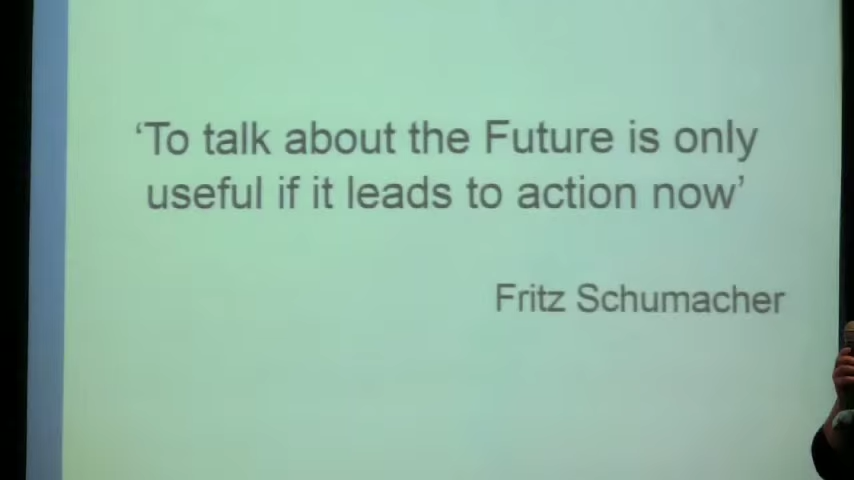 ‘To talk about the Future is only
useful if it leads to action now’
Fritz Schumacher